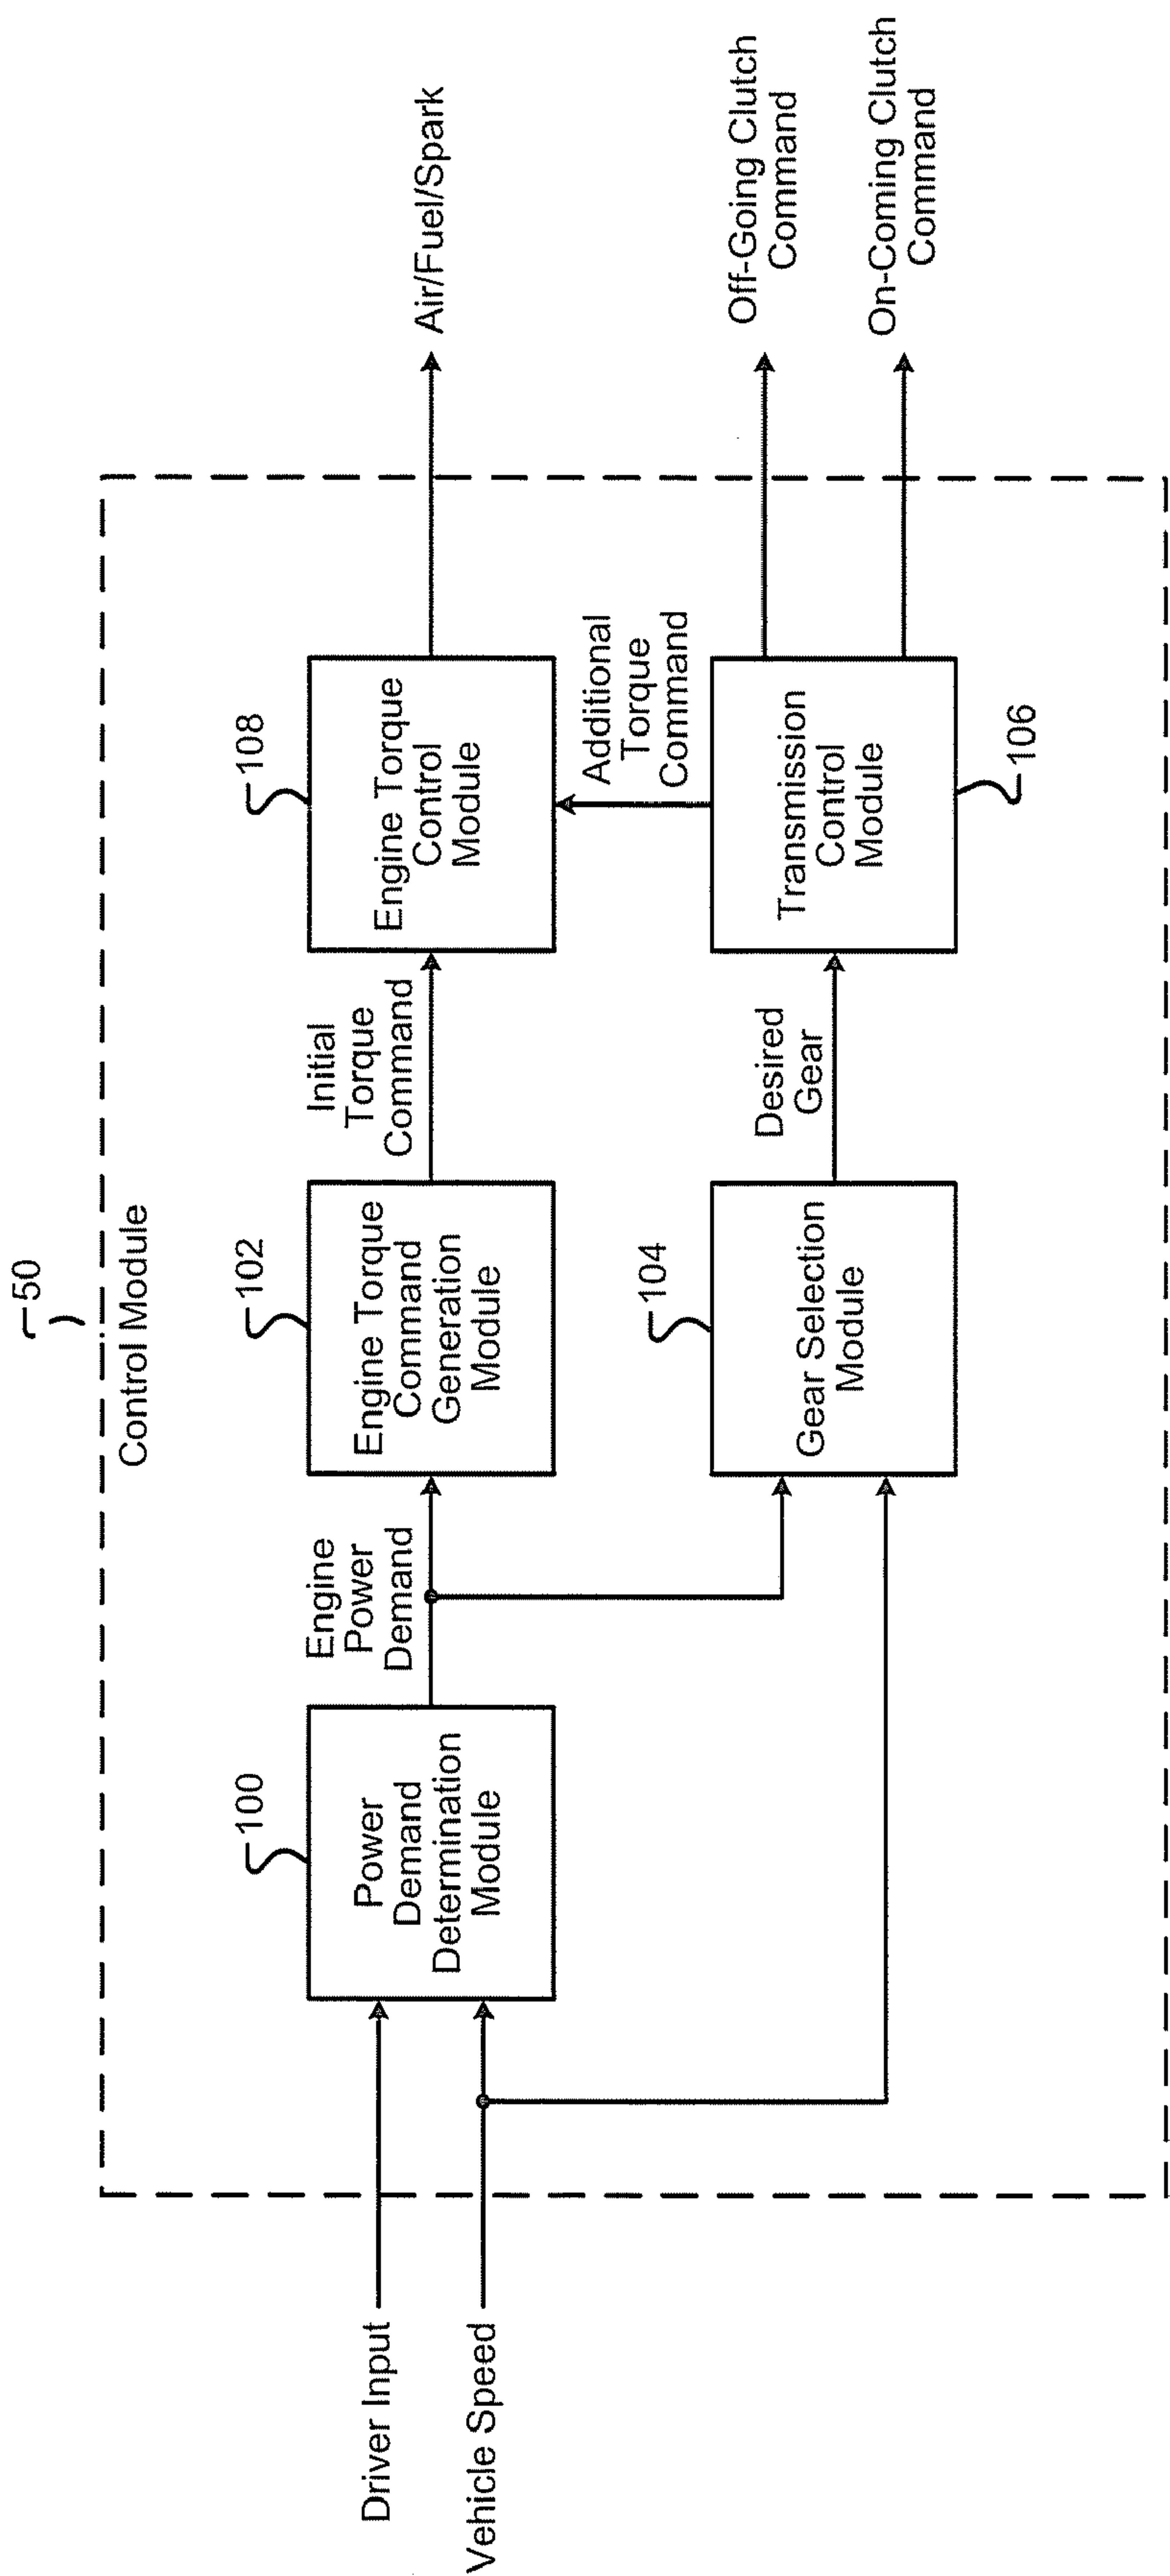 50
Control Module
Driver Input
Vehicle Speed
100
Power
Demand
Determination
Module
Engine
Power
Demand
102
Engine Torque
Command
Generation
Module
Initial
Torque
Command
108
Engine Torque
Control
Module
Air/Fuel/Spark
104
Gear Selection
Module
Desired
Gear
Additional
Torque
Command
Transmission
Control
Module
106
Off-Going Clutch
Command
On-Coming Clutch
Command